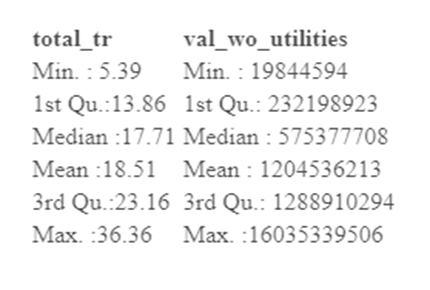 total_tr val_wo_utilities
Min. : 5.39 Min. : 19844594
1st Qu.:13.86 1st Qu.: 232198923
Median :17.71 Median : 575377708
Mean :18.51 Mean : 1204536213
3rd Qu.:23.16 3rd Qu.: 1288910294
Max. :36.36 Max. :16035339506